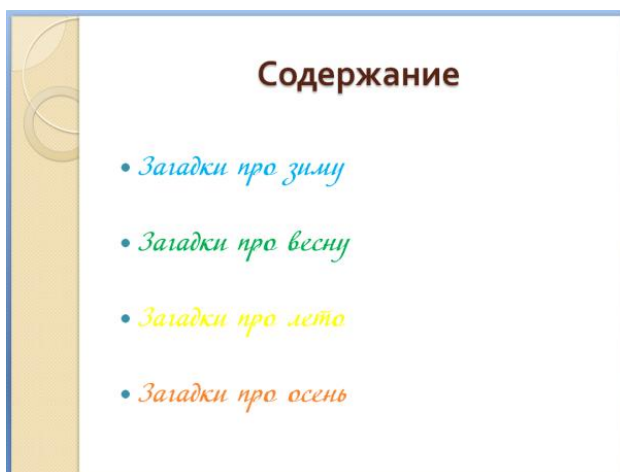 Содержание
Загадки про зиму
Загадки про весну
Загадки про лето
Загадки про осень